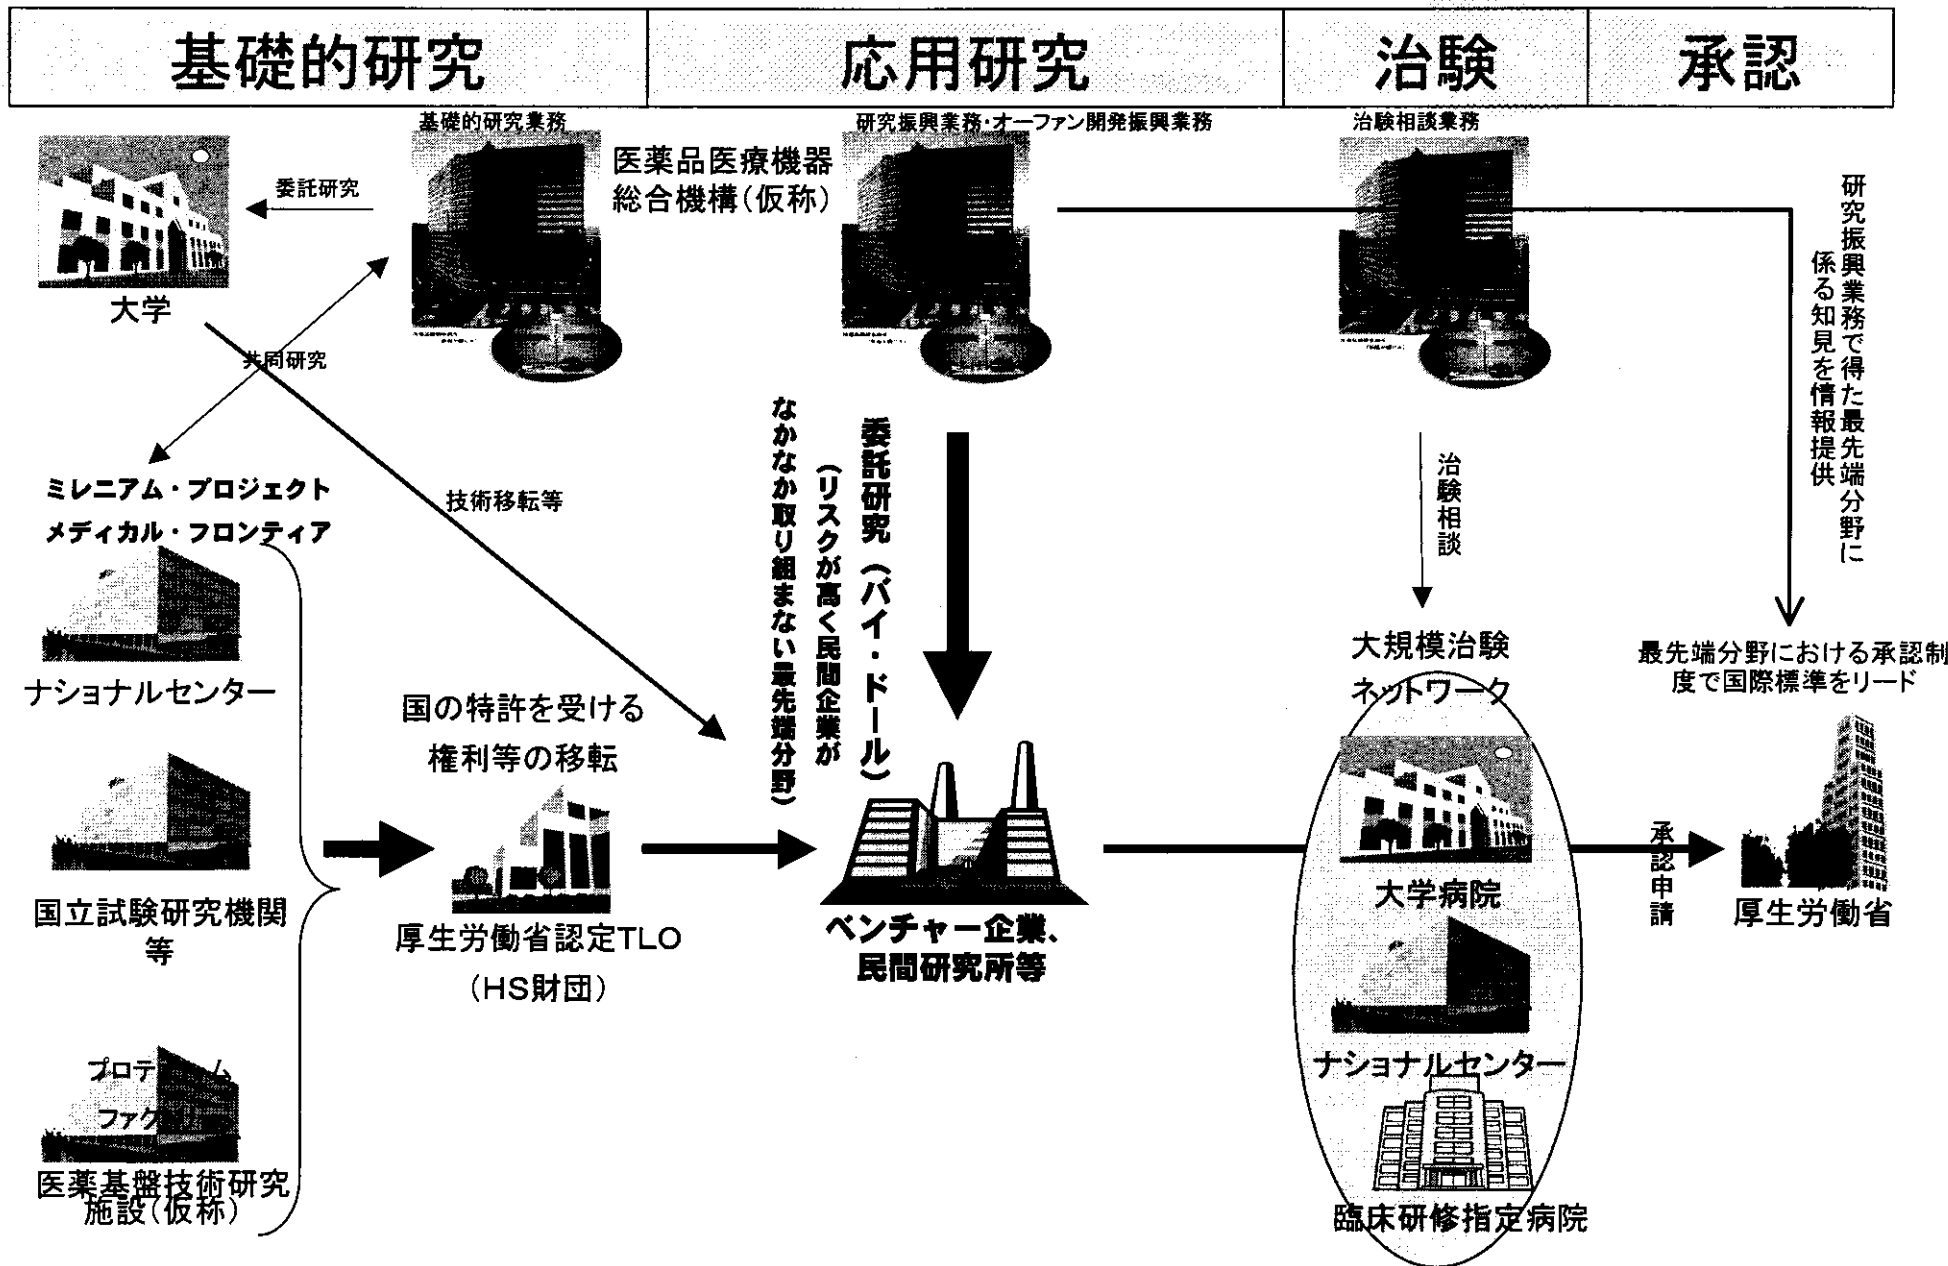 基礎的研究
応用研究
治験
承認
基礎的研究業務
研究振興業務・オーファン開発振興業務
治験相談業務
医薬品医療機器
総合機構(仮称)
委託研究
大学
共同研究
技術移転等
ミレニアム・プロジェクト
メディカル・フロンティア
ナショナルセンター
国立試験研究機関
等
プロテ ム
ファク
医薬基盤技術研究
施設(仮称)
国の特許を受ける
権利等の移転
厚生労働省認定TLO
(HS財団)
委託研究(バイ・ドール)
(リスクが高く民間企業が
なかなか取り組まない最先端分野)
ベンチャー企業、
民間研究所等
治験相談
大規模治験
ネットワーク
大学病院
ナショナルセンター
臨床研修指定病院
研究振興業務で得た最先端分野に
係る知見を情報提供
最先端分野における承認制
度で国際標準をリード
承認申請
厚生労働省